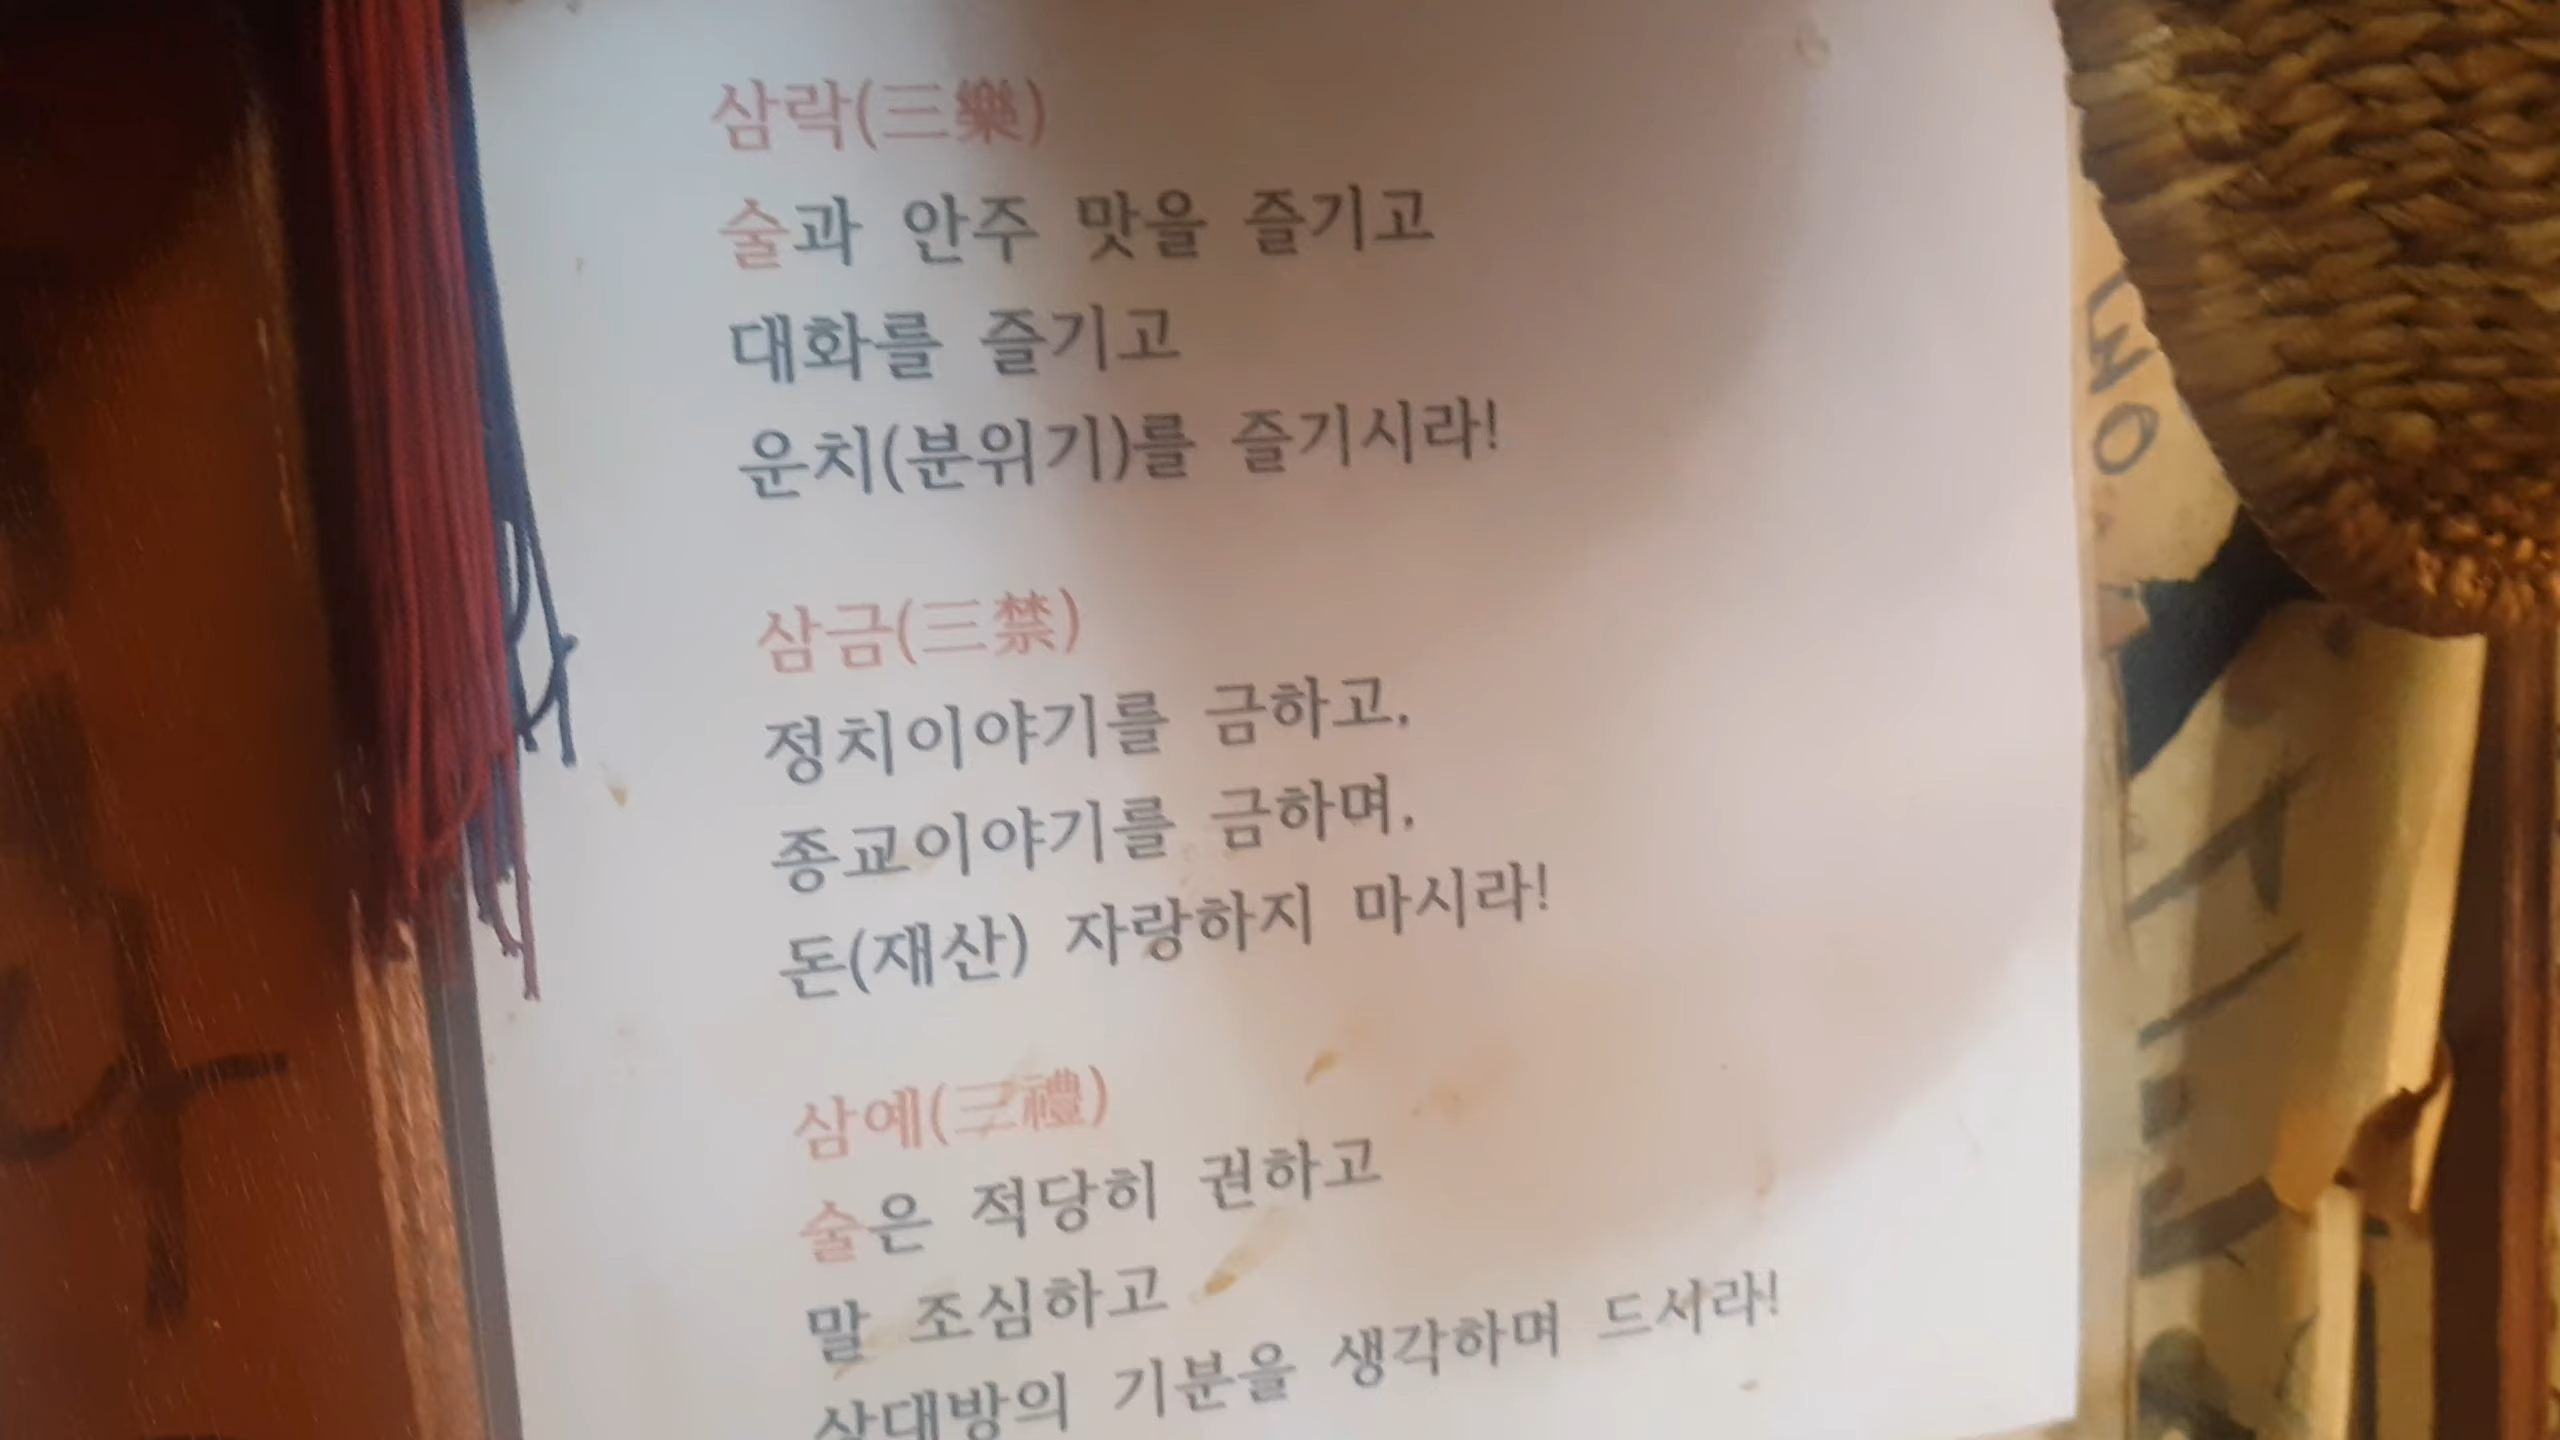 삼락(三樂)
술과 안주 맛을 즐기고
대화를 즐기고
운치(분위기)를 즐기시라!
삼금(三禁)
정치이야기를 금하고,
종교이야기를 금하며,
돈(재산) 자랑하지 마시라!
삼예(三禮)
술은 적당히 권하고
말 조심하고
상대방의 기분을 생각하며 드시라!